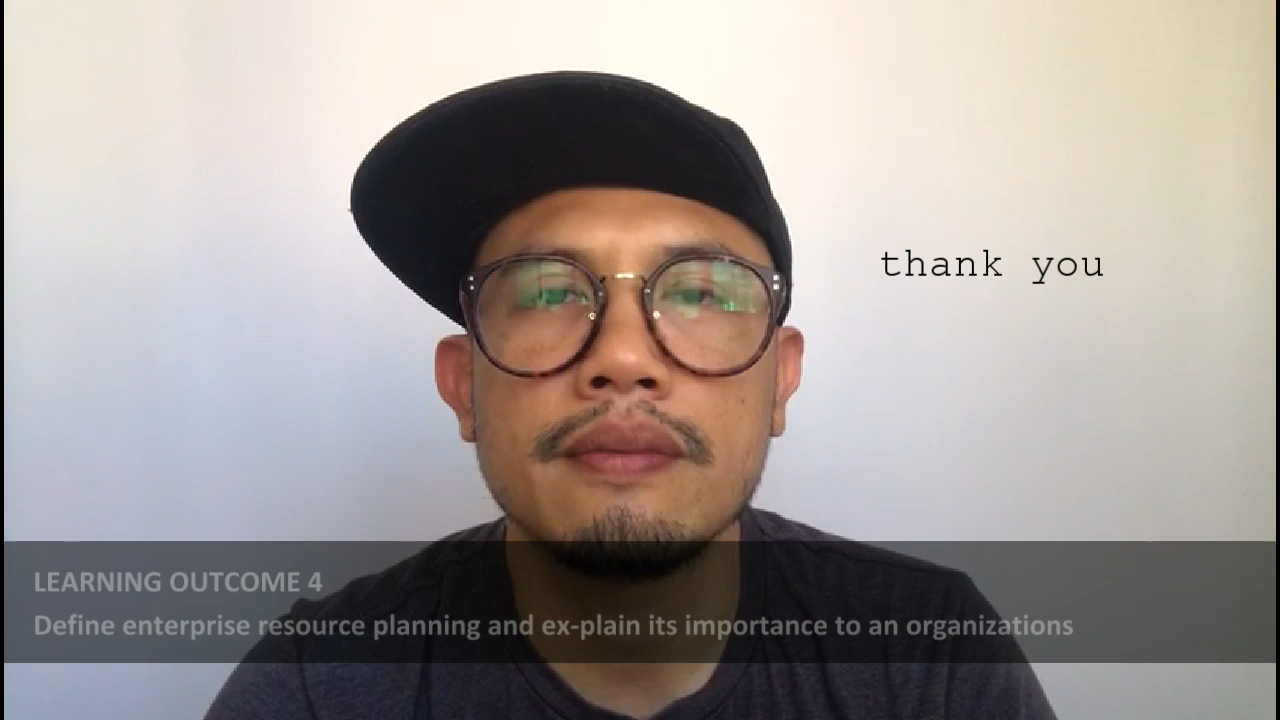 thank you
LEARNING OUTCOME 4
Define enterprise resource planning and ex-plain its importance to an organizations